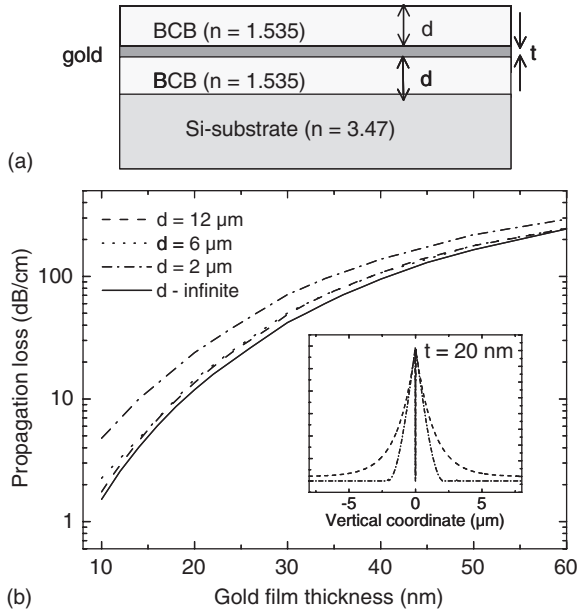 BCB (n = 1.535)
d
gold
t
BCB (n = 1.535)
d
Si-substrate (n = 3.47)
(a)
d = 12 µm
d = 6 µm
d = 2 µm
d - infinite
100
10
1
Propagation loss (dB/cm)
t = 20 nm
-5 0 5
Vertical coordinate (µm)
10 20 30 40 50 60
(b)
Gold film thickness (nm)